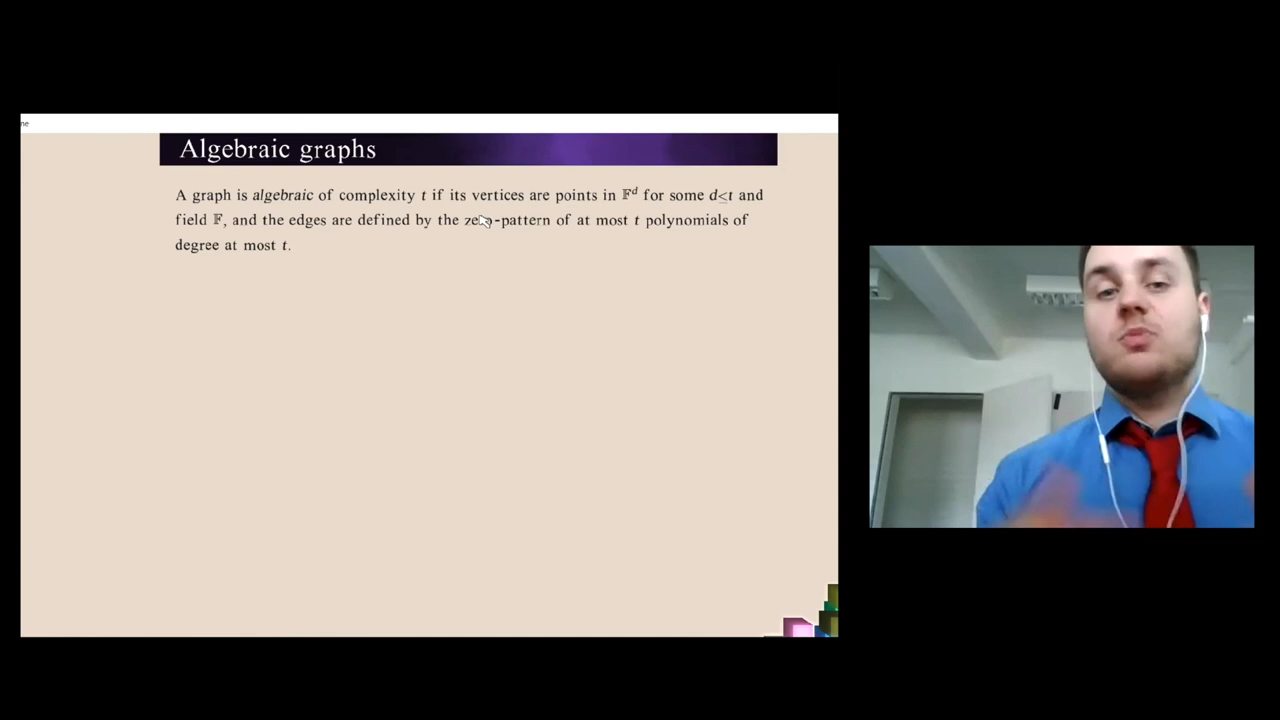 ne
Algebraic graphs
A graph is algebraic of complexity t if its vertices are points in 𝔽^d for some d≤t and
field 𝔽, and the edges are defined by the zero-pattern of at most t polynomials of
degree at most t.